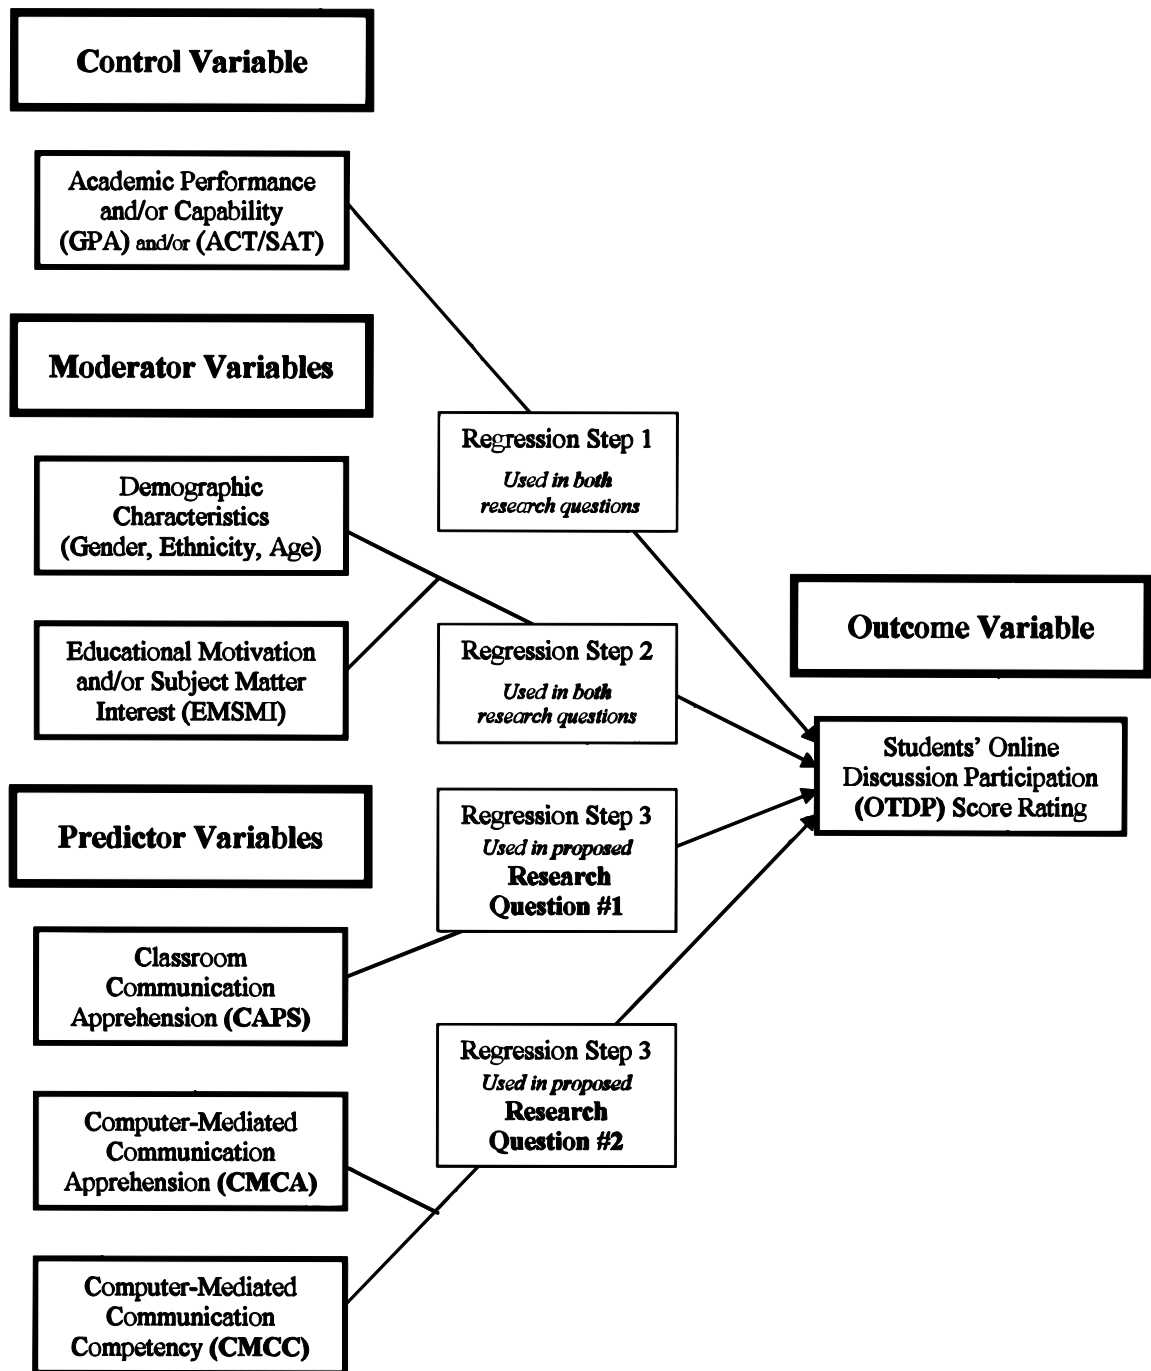 Control Variable
Academic Performance
and/or Capability
(GPA) and/or (ACT/SAT)
Moderator Variables
Demographic
Characteristics
(Gender, Ethnicity, Age)
Educational Motivation
and/or Subject Matter
Interest (EMSMI)
Predictor Variables
Classroom
Communication
Apprehension (CAPS)
Computer-Mediated
Communication
Apprehension (CMCA)
Computer-Mediated
Communication
Competency (CMCC)
Regression Step 1
Used in both
research questions
Regression Step 2
Used in both
research questions
Regression Step 3
Used in proposed
Research
Question #1
Regression Step 3
Used in proposed
Research
Question #2
Outcome Variable
Students’ Online
Discussion Participation
(OTDP) Score Rating